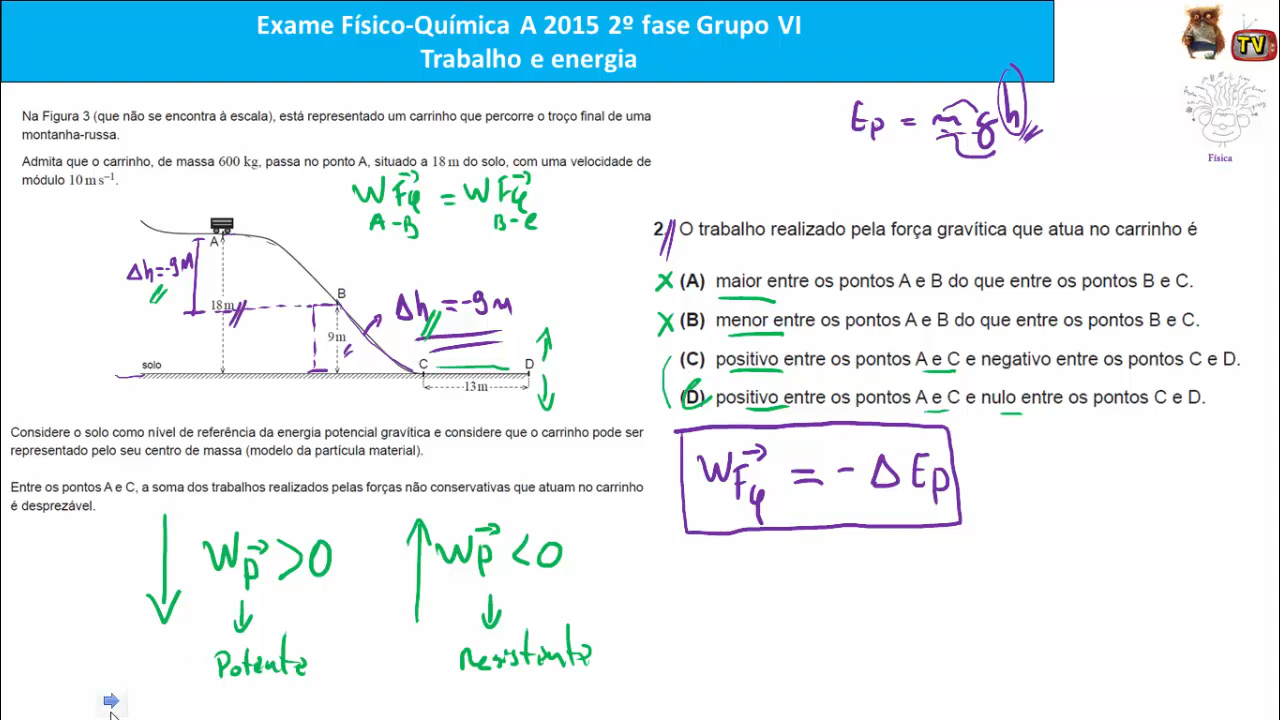 Exame Físico-Química A 2015 2º fase Grupo VI
Trabalho e energia
TV
Física
Na Figura 3 (que não se encontra à escala), está representado um carrinho que percorre o troço final de uma
montanha-russa.
Admita que o carrinho, de massa 600 kg, passa no ponto A, situado a 18 m do solo, com uma velocidade de
módulo 10 m s⁻¹.
Ep = m g h
W F⃗g = W F⃗g
A-B B-C
A
Δh=-9M
18 m
B
Δh =-9M
9 m
solo
C
D
13 m
Considere o solo como nível de referência da energia potencial gravítica e considere que o carrinho pode ser
representado pelo seu centro de massa (modelo da partícula material).
Entre os pontos A e C, a soma dos trabalhos realizados pelas forças não conservativas que atuam no carrinho
é desprezável.
W P⃗ > 0
W P⃗ < 0
Potente
Resistente
2. O trabalho realizado pela força gravítica que atua no carrinho é
X (A) maior entre os pontos A e B do que entre os pontos B e C.
X (B) menor entre os pontos A e B do que entre os pontos B e C.
(C) positivo entre os pontos A e C e negativo entre os pontos C e D.
(D) positivo entre os pontos A e C e nulo entre os pontos C e D.
W F⃗g = - Δ Ep